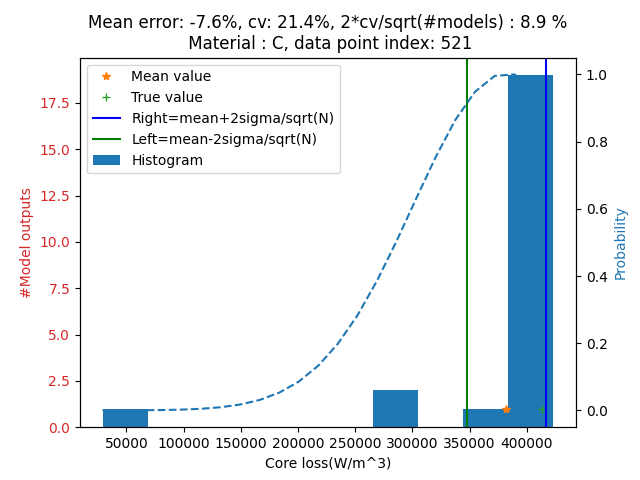 Mean error: -7.6%, cv: 21.4%, 2*cv/sqrt(#models) : 8.9 %
Material : C, data point index: 521
Mean value
True value
Right=mean+2sigma/sqrt(N)
Left=mean-2sigma/sqrt(N)
Histogram
#Model outputs
17.5
15.0
12.5
10.0
7.5
5.0
2.5
0.0
1.0
0.8
0.6
0.4
0.2
0.0
Probability
50000 100000 150000 200000 250000 300000 350000 400000
Core loss(W/m^3)